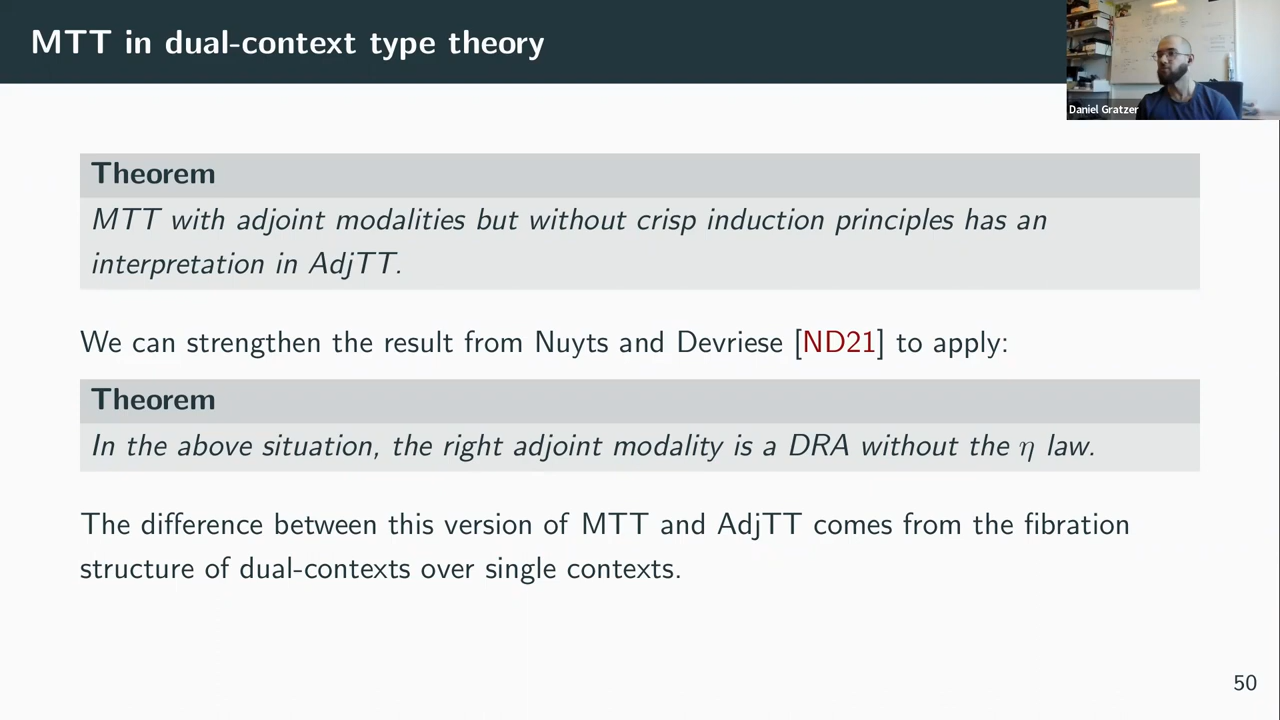 MTT in dual-context type theory
Daniel Gratzer
Theorem
MTT with adjoint modalities but without crisp induction principles has an
interpretation in AdjTT.
We can strengthen the result from Nuyts and Devriese [ND21] to apply:
Theorem
In the above situation, the right adjoint modality is a DRA without the η law.
The difference between this version of MTT and AdjTT comes from the fibration
structure of dual-contexts over single contexts.
50